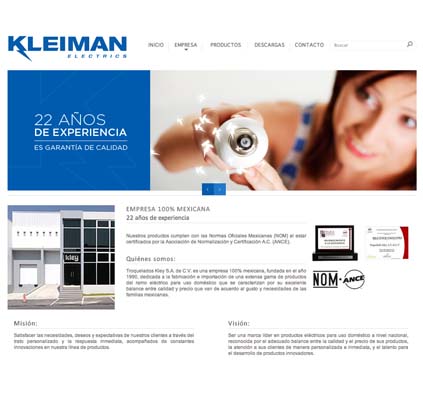 KLEIMAN
ELECTRICS
INICIO EMPRESA PRODUCTOS DESCARGAS CONTACTO Buscar
22 AÑOS
DE EXPERIENCIA
ES GARANTÍA DE CALIDAD
EMPRESA 100% MEXICANA
22 años de experiencia
Nuestros productos cumplen con las Normas Oficiales Mexicanas (NOM) al estar
certificados por la Asociación de Normalización y Certificación A.C. (ANCE).
Quiénes somos:
Troquelados Kley S.A. de C.V. es una empresa 100% mexicana, fundada en el año
1990, dedicada a la fabricación e importación de una extensa gama de productos
del ramo eléctrico para uso doméstico que se caracterizan por su excelente
balance entre calidad y precio que van de acuerdo al gusto y necesidades de las
familias mexicanas.
kley
NOM ANCE
Misión:
Satisfacer las necesidades, deseos y expectativas de nuestros clientes a través del
trato personalizado y la respuesta inmediata, acompañados de constantes
innovaciones en nuestra línea de productos.
Visión:
Ser una marca líder en productos eléctricos para uso doméstico a nivel nacional,
reconocida por el adecuado balance entre la calidad y el precio de sus productos,
la atención a clientes de manera personalizada e inmediata, y el talento para
el desarrollo de productos innovadores.